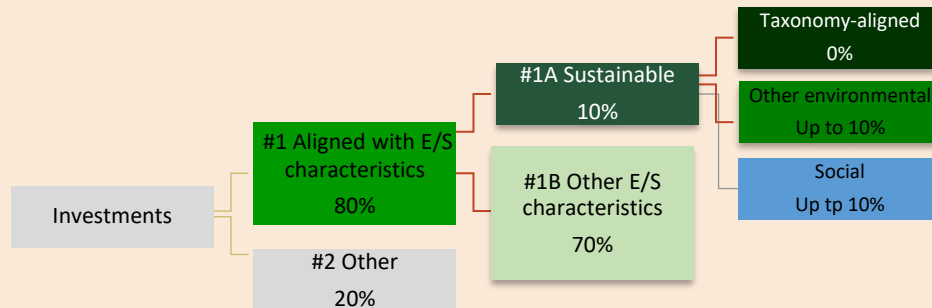 Investments
#1 Aligned with E/S
characteristics
80%
#2 Other
20%
#1A Sustainable
10%
#1B Other E/S
characteristics
70%
Taxonomy-aligned
0%
Other environmental
Up to 10%
Social
Up tp 10%